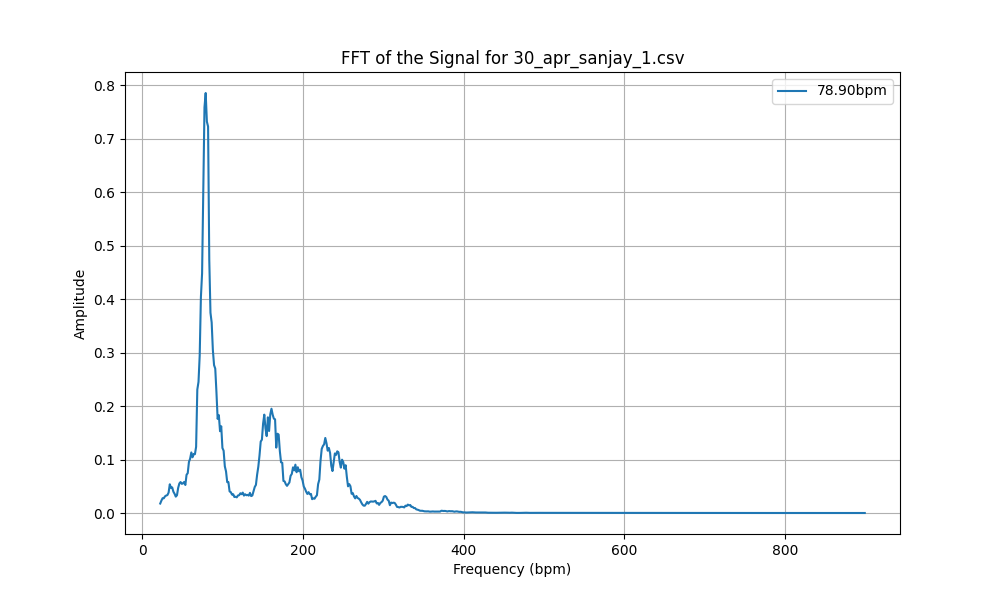 FFT of the Signal for 30_apr_sanjay_1.csv
78.90bpm
Amplitude
0.8
0.7
0.6
0.5
0.4
0.3
0.2
0.1
0.0
0 200 400 600 800
Frequency (bpm)